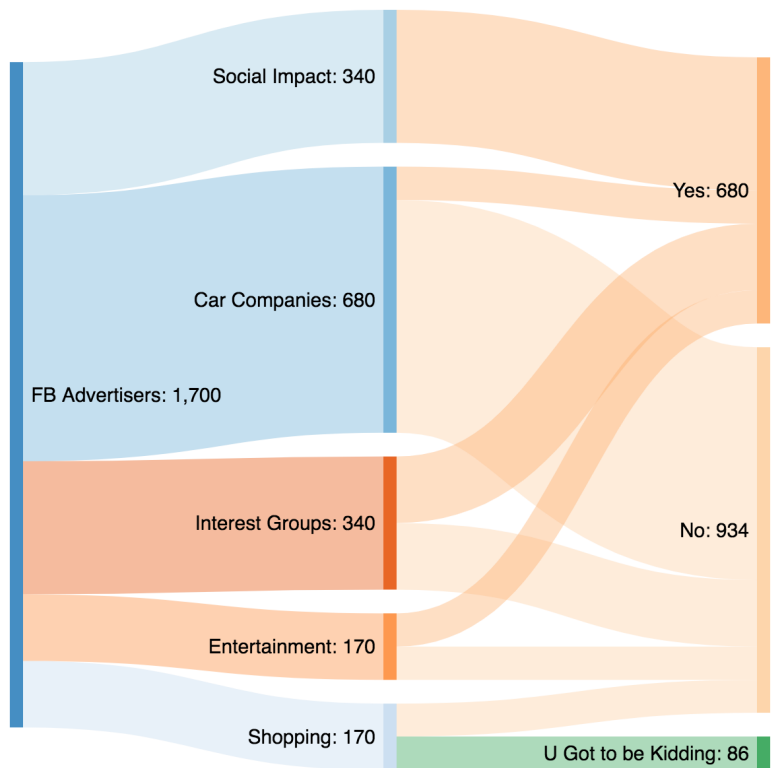 Social Impact: 340
Yes: 680
Car Companies: 680
FB Advertisers: 1,700
Interest Groups: 340
No: 934
Entertainment: 170
Shopping: 170
U Got to be Kidding: 86